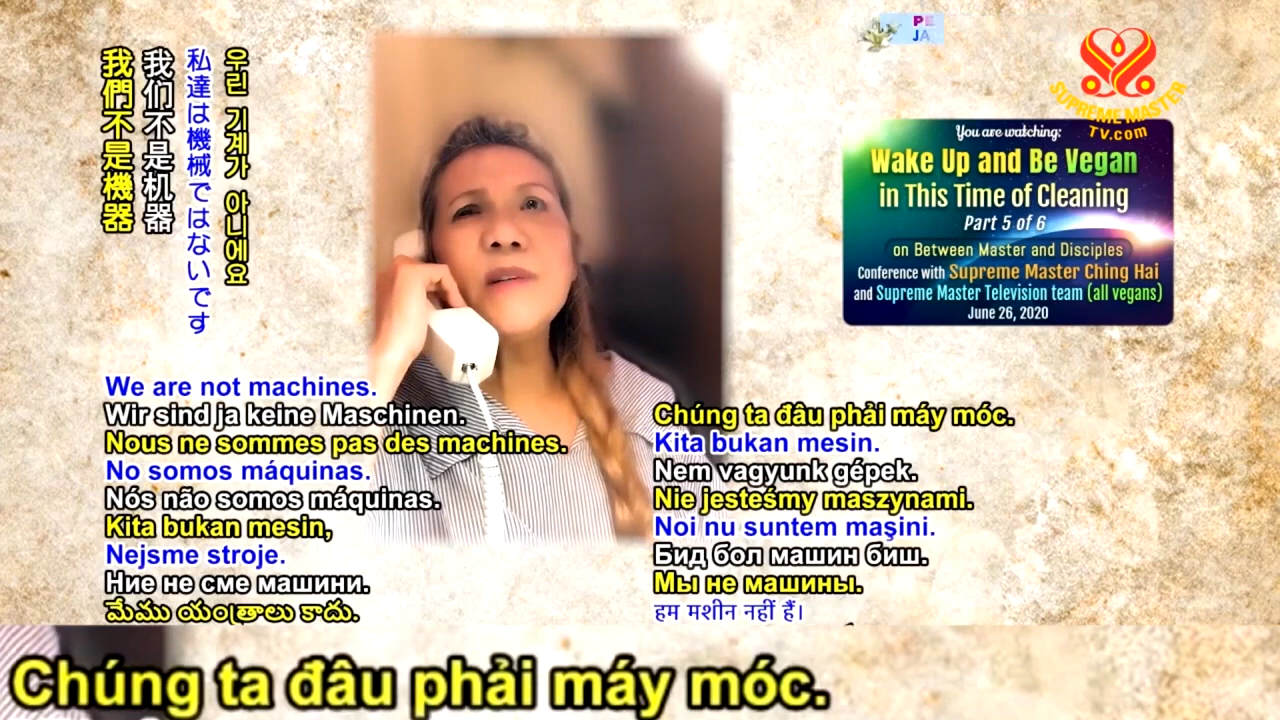 我們不是機器
我们不是机器
私達は機械ではないです
우린 기계가 아니에요
PE
JA
SUPREME MASTER
TV.com
You are watching:
Wake Up and Be Vegan
in This Time of Cleaning
Part 5 of 6
on Between Master and Disciples
Conference with Supreme Master Ching Hai
and Supreme Master Television team (all vegans)
June 26, 2020
We are not machines.
Wir sind ja keine Maschinen.
Nous ne sommes pas des machines.
No somos máquinas.
Nós não somos máquinas.
Kita bukan mesin,
Nejsme stroje.
Ние не сме машини.
మేము యంత్రాలు కాదు.
Chúng ta đâu phải máy móc.
Kita bukan mesin.
Nem vagyunk gépek.
Nie jesteśmy maszynami.
Noi nu suntem maşini.
Бид бол машин биш.
Мы не машины.
हम मशीन नहीं हैं।
Chúng ta đâu phải máy móc.